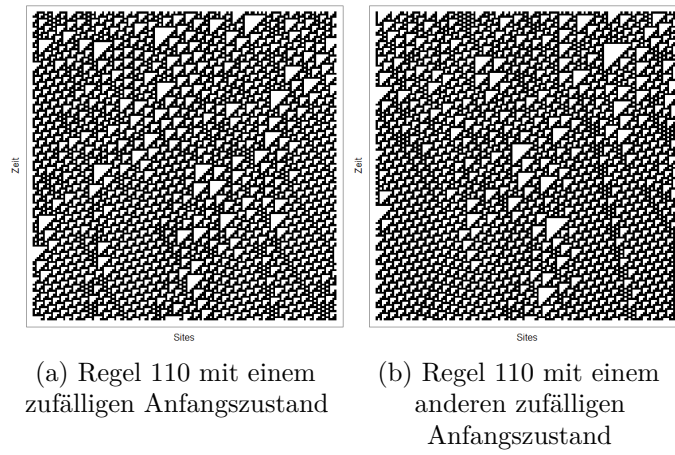 Zeit
Sites
(a) Regel 110 mit einem
zufälligen Anfangszustand
Zeit
Sites
(b) Regel 110 mit einem
anderen zufälligen
Anfangszustand